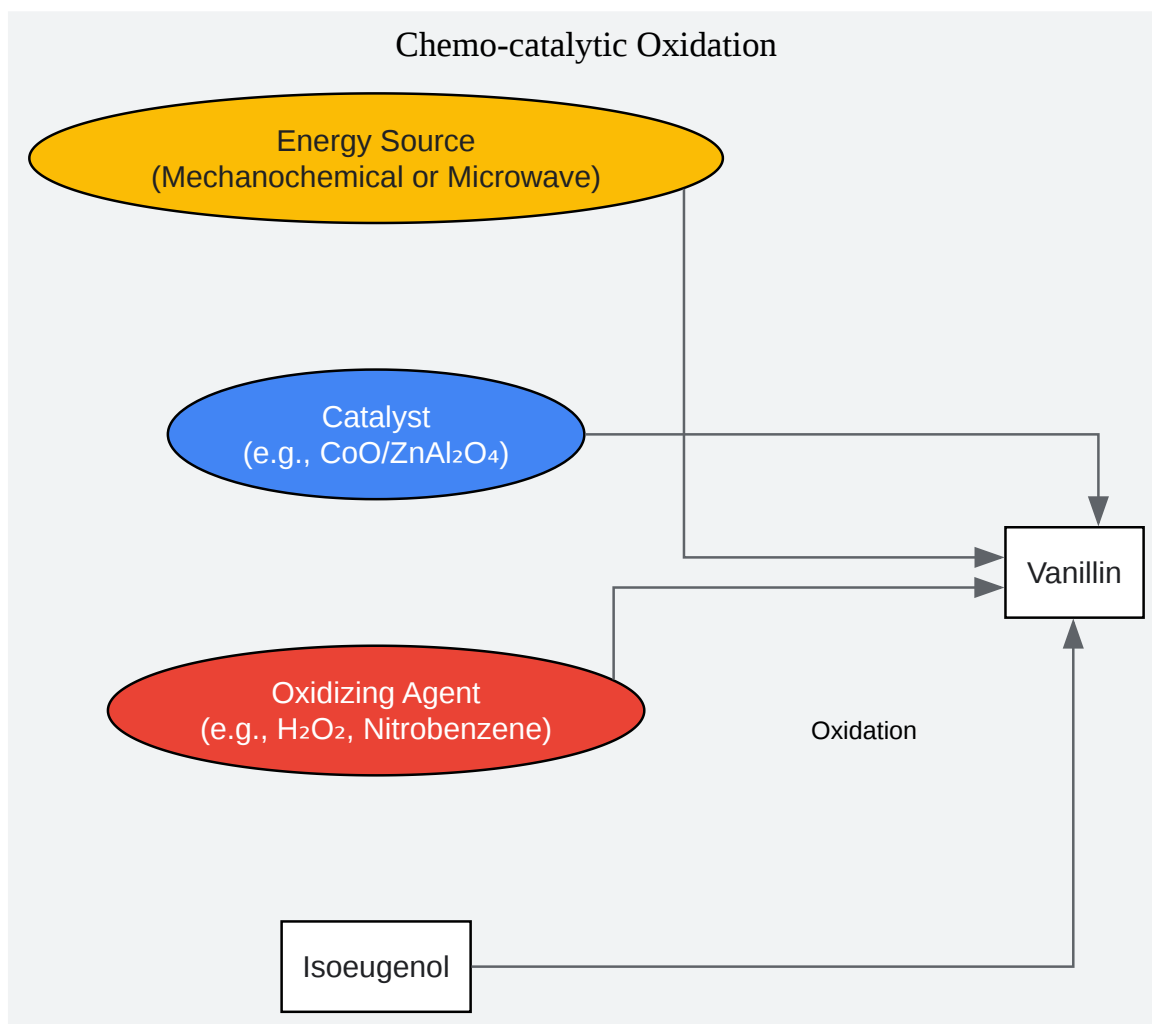 Chemo-catalytic Oxidation
Energy Source
(Mechanochemical or Microwave)
Catalyst
(e.g., CoO/ZnAl₂O₄)
Vanillin
Oxidizing Agent
(e.g., H₂O₂, Nitrobenzene)
Oxidation
Isoeugenol